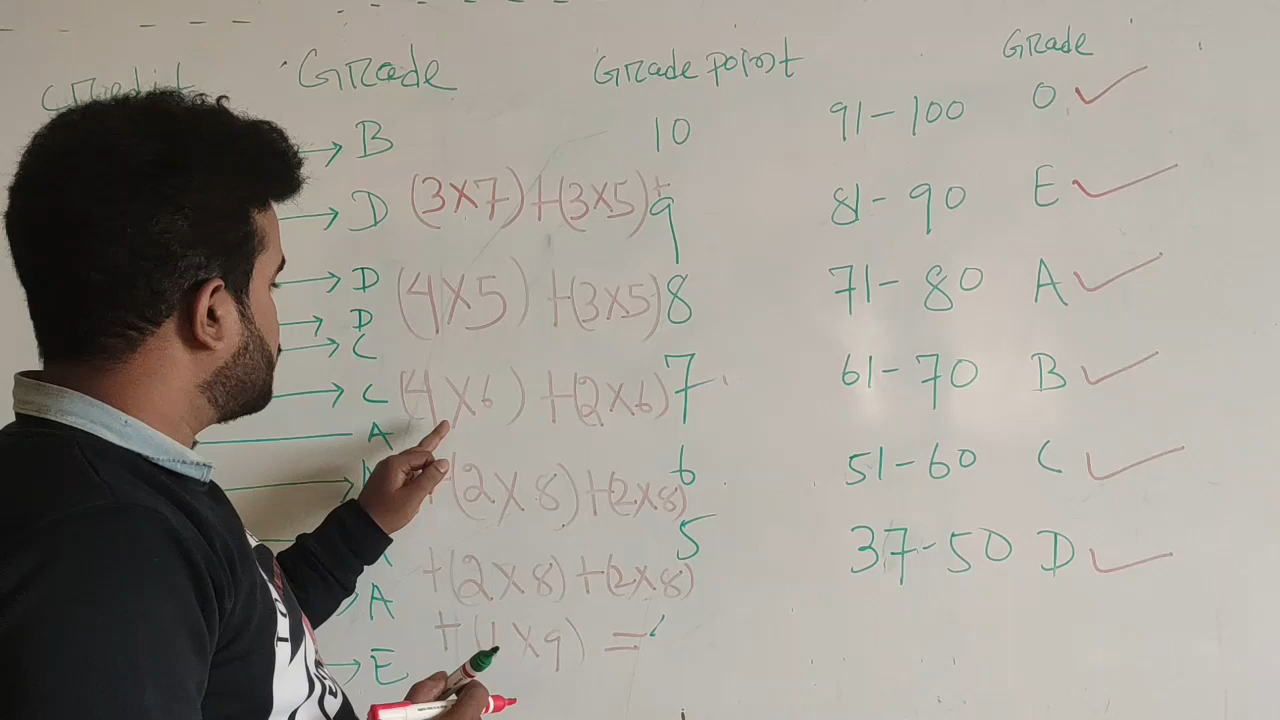 Credit Grade Grade point Grade
B 10 91-100 O
D (3x7)+(3x5)+ 9 81-90 E
D (4x5) +(3x5) 8 71-80 A
D
C
C (4x6) +(2x6) 7 61-70 B
A
+(2x8)+(2x8) 6 51-60 C
5 37-50 D
A +(2x8)+(2x8)
E +(1x9) =